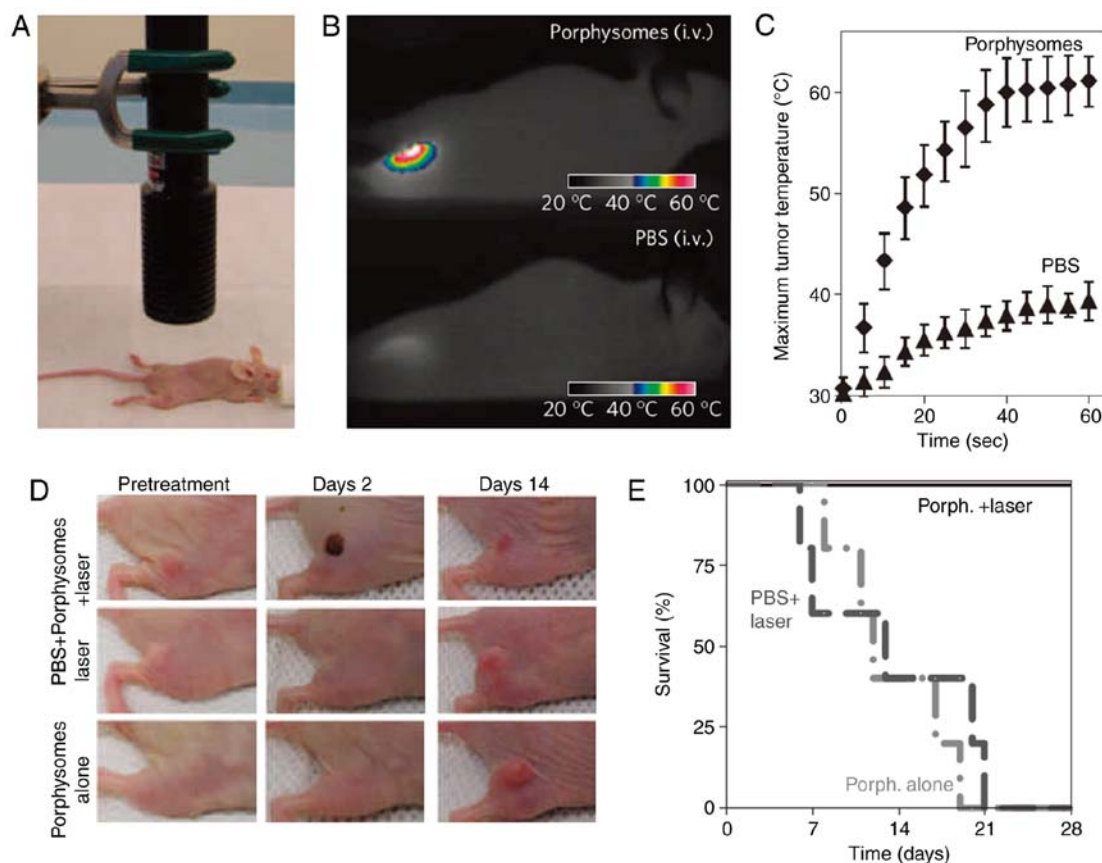 A
B
Porphysomes (i.v.)
20 °C 40 °C 60 °C
PBS (i.v.)
20 °C 40 °C 60 °C
C
Porphysomes
PBS
Maximum tumor temperature (°C)
60
50
40
30
0 20 40 60
Time (sec)
D
Pretreatment Days 2 Days 14
PBS+Porphysomes
laser +laser
Porphysomes
alone
E
Porph. +laser
PBS+
laser
Porph. alone
Survival (%)
100
75
50
25
0
0 7 14 21 28
Time (days)